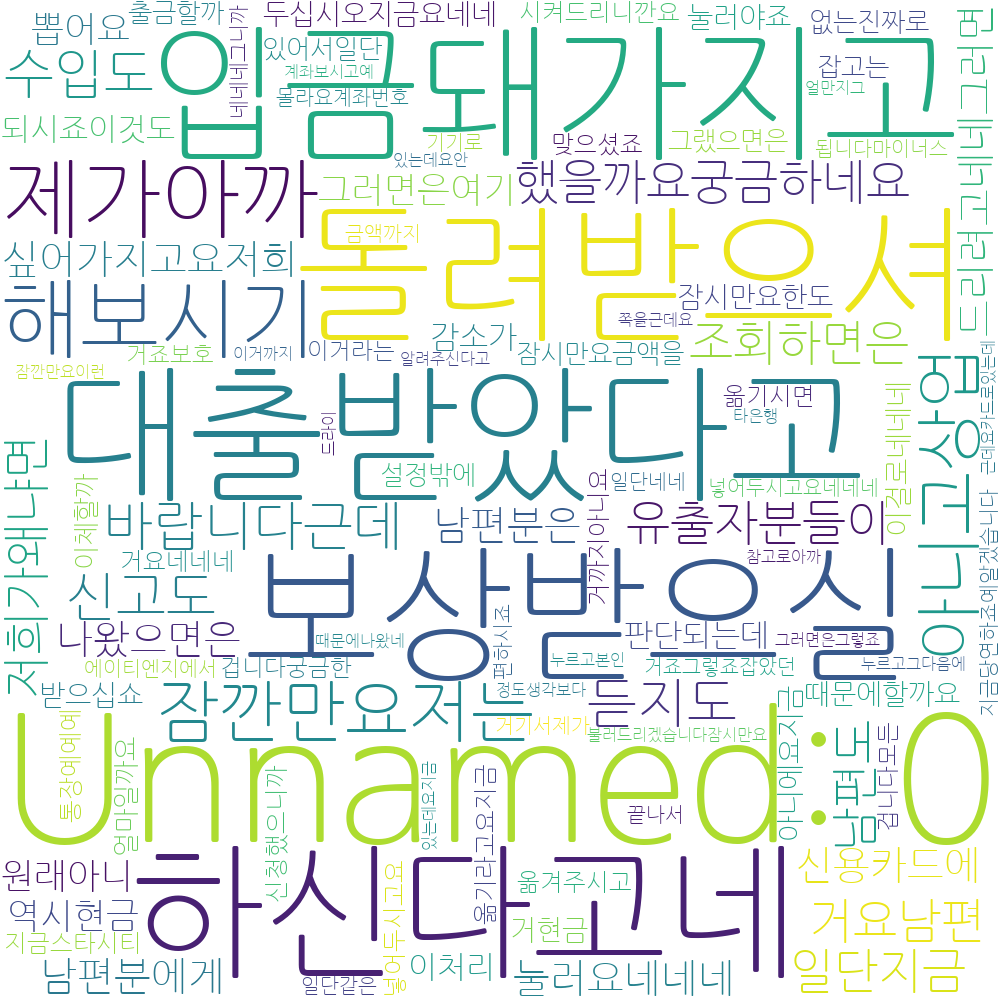 출금할까
두십시오지금요네네
시켜드리니깐요
눌러야죠
없는진짜로
뽑어요
네네네그니까
있어서일단
수입도
입금돼가지고
계좌보시고예
몰라요계좌번호
잡고는
얼만지그
드리려고네네네그러면
되시죠이것도
기기로
맞으셨죠
그랬으면은
됩니다마이너스
있는데요안
제가아까
그러면은여기
했을까요궁금하네요
돌려받으셔
금액까지
싶어가지고요저희
해보시기
잠시만요한도
쪽을근데요
감소가
조회하면은
거죠보호
이거까지
이거라는
알려주신다고
잠시만요금액을
잠깐만요이런
대출받았다고
옮기시면
타은행
드라이
이걸로네네네
아니고상업
근데요카드로있는데
저희가왜냐면
이체할까
설정밖에
여
일단네네
넣어두시고요네네네
바랍니다근데
남편분은
유출자분들이
거요네네네
거까지아니
참고로아까
지금당연하죠예알겠습니다
신고도
보상받으실
나왔으면은
때문에나왔네
편하시죠
판단되는데
그러면은그렇죠
에이티엔지에서
겁니다궁금한
누르고본인
거죠그렇죠잡았던
누르고그다음에
받으십쇼
잠깐만요저는
정도생각보다
듣지도
때문에할까요
거기서제가
불러드리겠습니다잠시만요
아니에요지금
Unnamed: 0
통장예예예
얼마일까요
신청했으니까
있는데요지금
옮기라고요지금
끝나서
남편도
겁니다모든
원래아니
하신다고네
넣어두시고요
옮겨주시고
신용카드에
역시현금
거현금
거요남편
지금스타시티
이처리
남편분에게
일단같은
눌러요네네네
일단지금